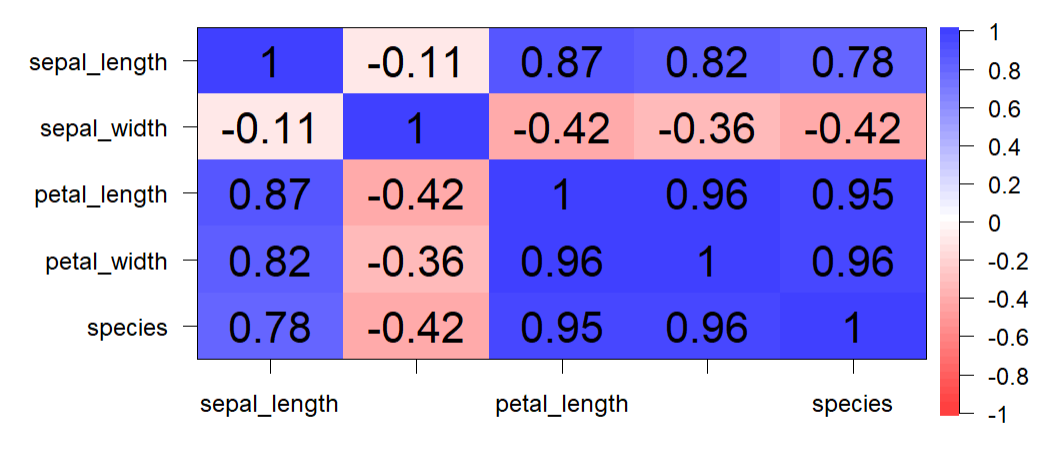 sepal_length 1 -0.11 0.87 0.82 0.78
sepal_width -0.11 1 -0.42 -0.36 -0.42
petal_length 0.87 -0.42 1 0.96 0.95
petal_width 0.82 -0.36 0.96 1 0.96
species 0.78 -0.42 0.95 0.96 1
sepal_length petal_length species
1
0.8
0.6
0.4
0.2
0
-0.2
-0.4
-0.6
-0.8
-1